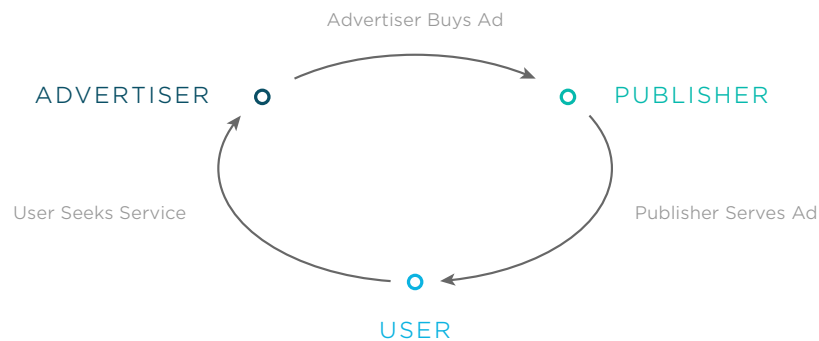 Advertiser Buys Ad
ADVERTISER
PUBLISHER
User Seeks Service
Publisher Serves Ad
USER